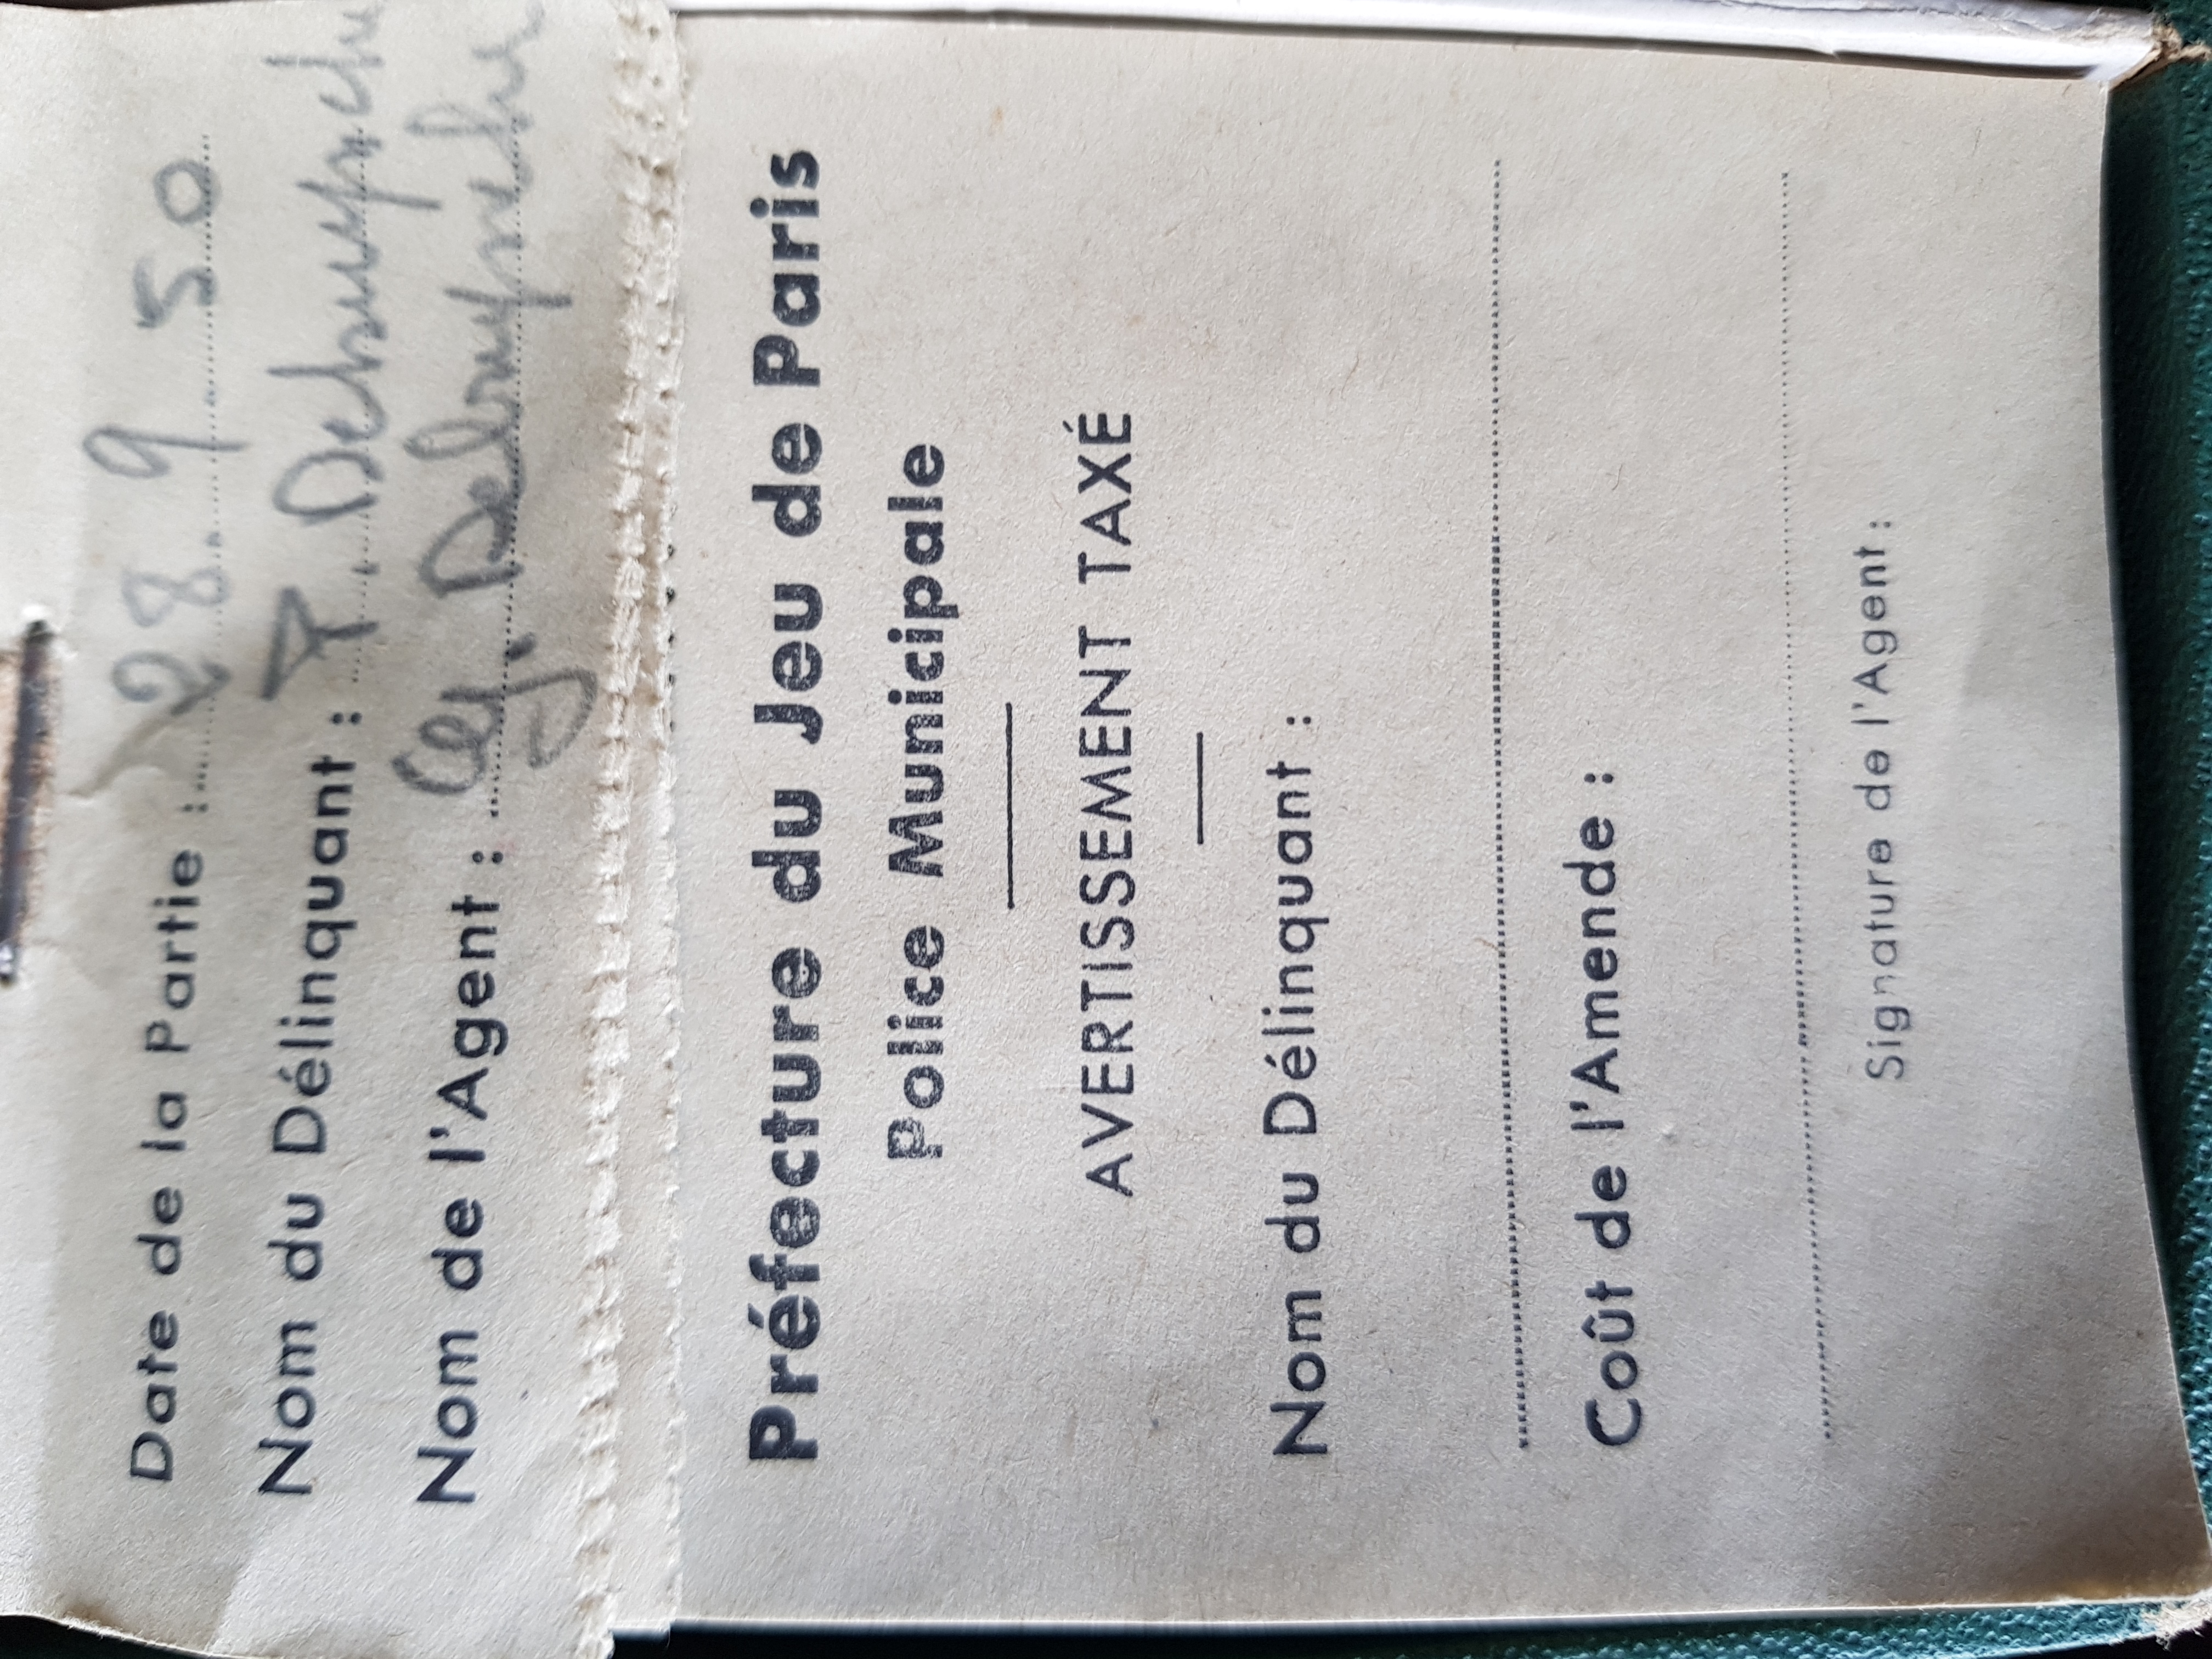 Date de la Partie : 28 9 50
Nom du Délinquant : A
Nom de l'Agent :
Préfecture du Jeu de Paris
Police Municipale
AVERTISSEMENT TAXÉ
Nom du Délinquant :
Coût de l'Amende :
Signature de l'Agent :